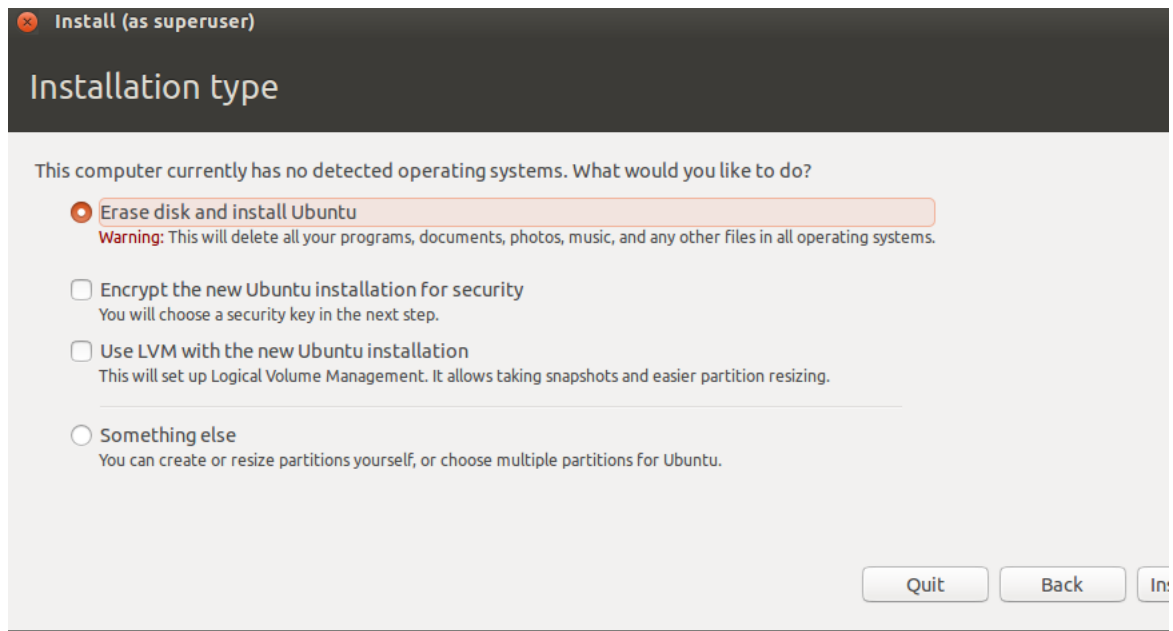 Install (as superuser)
Installation type
This computer currently has no detected operating systems. What would you like to do?
Erase disk and install Ubuntu
Warning: This will delete all your programs, documents, photos, music, and any other files in all operating systems.
Encrypt the new Ubuntu installation for security
You will choose a security key in the next step.
Use LVM with the new Ubuntu installation
This will set up Logical Volume Management. It allows taking snapshots and easier partition resizing.
Something else
You can create or resize partitions yourself, or choose multiple partitions for Ubuntu.
Quit Back